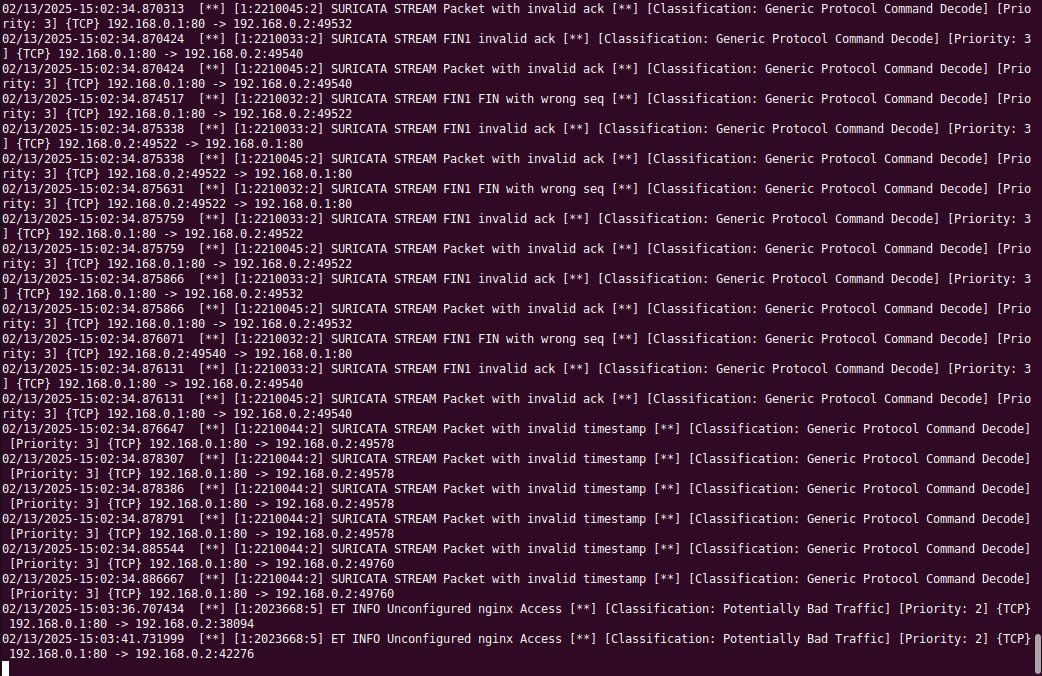 02/13/2025-15:02:34.870313  [**] [1:2210045:2] SURICATA STREAM Packet with invalid ack [**] [Classification: Generic Protocol Command Decode] [Prio
rity: 3] {TCP} 192.168.0.1:80 -> 192.168.0.2:49532
02/13/2025-15:02:34.870424  [**] [1:2210033:2] SURICATA STREAM FIN1 invalid ack [**] [Classification: Generic Protocol Command Decode] [Priority: 3
] {TCP} 192.168.0.1:80 -> 192.168.0.2:49540
02/13/2025-15:02:34.870424  [**] [1:2210045:2] SURICATA STREAM Packet with invalid ack [**] [Classification: Generic Protocol Command Decode] [Prio
rity: 3] {TCP} 192.168.0.1:80 -> 192.168.0.2:49540
02/13/2025-15:02:34.874517  [**] [1:2210032:2] SURICATA STREAM FIN1 FIN with wrong seq [**] [Classification: Generic Protocol Command Decode] [Prio
rity: 3] {TCP} 192.168.0.1:80 -> 192.168.0.2:49522
02/13/2025-15:02:34.875338  [**] [1:2210033:2] SURICATA STREAM FIN1 invalid ack [**] [Classification: Generic Protocol Command Decode] [Priority: 3
] {TCP} 192.168.0.2:49522 -> 192.168.0.1:80
02/13/2025-15:02:34.875338  [**] [1:2210045:2] SURICATA STREAM Packet with invalid ack [**] [Classification: Generic Protocol Command Decode] [Prio
rity: 3] {TCP} 192.168.0.2:49522 -> 192.168.0.1:80
02/13/2025-15:02:34.875631  [**] [1:2210032:2] SURICATA STREAM FIN1 FIN with wrong seq [**] [Classification: Generic Protocol Command Decode] [Prio
rity: 3] {TCP} 192.168.0.2:49522 -> 192.168.0.1:80
02/13/2025-15:02:34.875759  [**] [1:2210033:2] SURICATA STREAM FIN1 invalid ack [**] [Classification: Generic Protocol Command Decode] [Priority: 3
] {TCP} 192.168.0.1:80 -> 192.168.0.2:49522
02/13/2025-15:02:34.875759  [**] [1:2210045:2] SURICATA STREAM Packet with invalid ack [**] [Classification: Generic Protocol Command Decode] [Prio
rity: 3] {TCP} 192.168.0.1:80 -> 192.168.0.2:49522
02/13/2025-15:02:34.875866  [**] [1:2210033:2] SURICATA STREAM FIN1 invalid ack [**] [Classification: Generic Protocol Command Decode] [Priority: 3
] {TCP} 192.168.0.1:80 -> 192.168.0.2:49532
02/13/2025-15:02:34.875866  [**] [1:2210045:2] SURICATA STREAM Packet with invalid ack [**] [Classification: Generic Protocol Command Decode] [Prio
rity: 3] {TCP} 192.168.0.1:80 -> 192.168.0.2:49532
02/13/2025-15:02:34.876071  [**] [1:2210032:2] SURICATA STREAM FIN1 FIN with wrong seq [**] [Classification: Generic Protocol Command Decode] [Prio
rity: 3] {TCP} 192.168.0.2:49540 -> 192.168.0.1:80
02/13/2025-15:02:34.876131  [**] [1:2210033:2] SURICATA STREAM FIN1 invalid ack [**] [Classification: Generic Protocol Command Decode] [Priority: 3
] {TCP} 192.168.0.1:80 -> 192.168.0.2:49540
02/13/2025-15:02:34.876131  [**] [1:2210045:2] SURICATA STREAM Packet with invalid ack [**] [Classification: Generic Protocol Command Decode] [Prio
rity: 3] {TCP} 192.168.0.1:80 -> 192.168.0.2:49540
02/13/2025-15:02:34.876647  [**] [1:2210044:2] SURICATA STREAM Packet with invalid timestamp [**] [Classification: Generic Protocol Command Decode]
 [Priority: 3] {TCP} 192.168.0.1:80 -> 192.168.0.2:49578
02/13/2025-15:02:34.878307  [**] [1:2210044:2] SURICATA STREAM Packet with invalid timestamp [**] [Classification: Generic Protocol Command Decode]
 [Priority: 3] {TCP} 192.168.0.1:80 -> 192.168.0.2:49578
02/13/2025-15:02:34.878386  [**] [1:2210044:2] SURICATA STREAM Packet with invalid timestamp [**] [Classification: Generic Protocol Command Decode]
 [Priority: 3] {TCP} 192.168.0.1:80 -> 192.168.0.2:49578
02/13/2025-15:02:34.878791  [**] [1:2210044:2] SURICATA STREAM Packet with invalid timestamp [**] [Classification: Generic Protocol Command Decode]
 [Priority: 3] {TCP} 192.168.0.1:80 -> 192.168.0.2:49578
02/13/2025-15:02:34.885544  [**] [1:2210044:2] SURICATA STREAM Packet with invalid timestamp [**] [Classification: Generic Protocol Command Decode]
 [Priority: 3] {TCP} 192.168.0.1:80 -> 192.168.0.2:49760
02/13/2025-15:02:34.886667  [**] [1:2210044:2] SURICATA STREAM Packet with invalid timestamp [**] [Classification: Generic Protocol Command Decode]
 [Priority: 3] {TCP} 192.168.0.1:80 -> 192.168.0.2:49760
02/13/2025-15:03:36.707434  [**] [1:2023668:5] ET INFO Unconfigured nginx Access [**] [Classification: Potentially Bad Traffic] [Priority: 2] {TCP}
 192.168.0.1:80 -> 192.168.0.2:38094
02/13/2025-15:03:41.731999  [**] [1:2023668:5] ET INFO Unconfigured nginx Access [**] [Classification: Potentially Bad Traffic] [Priority: 2] {TCP}
 192.168.0.1:80 -> 192.168.0.2:42276